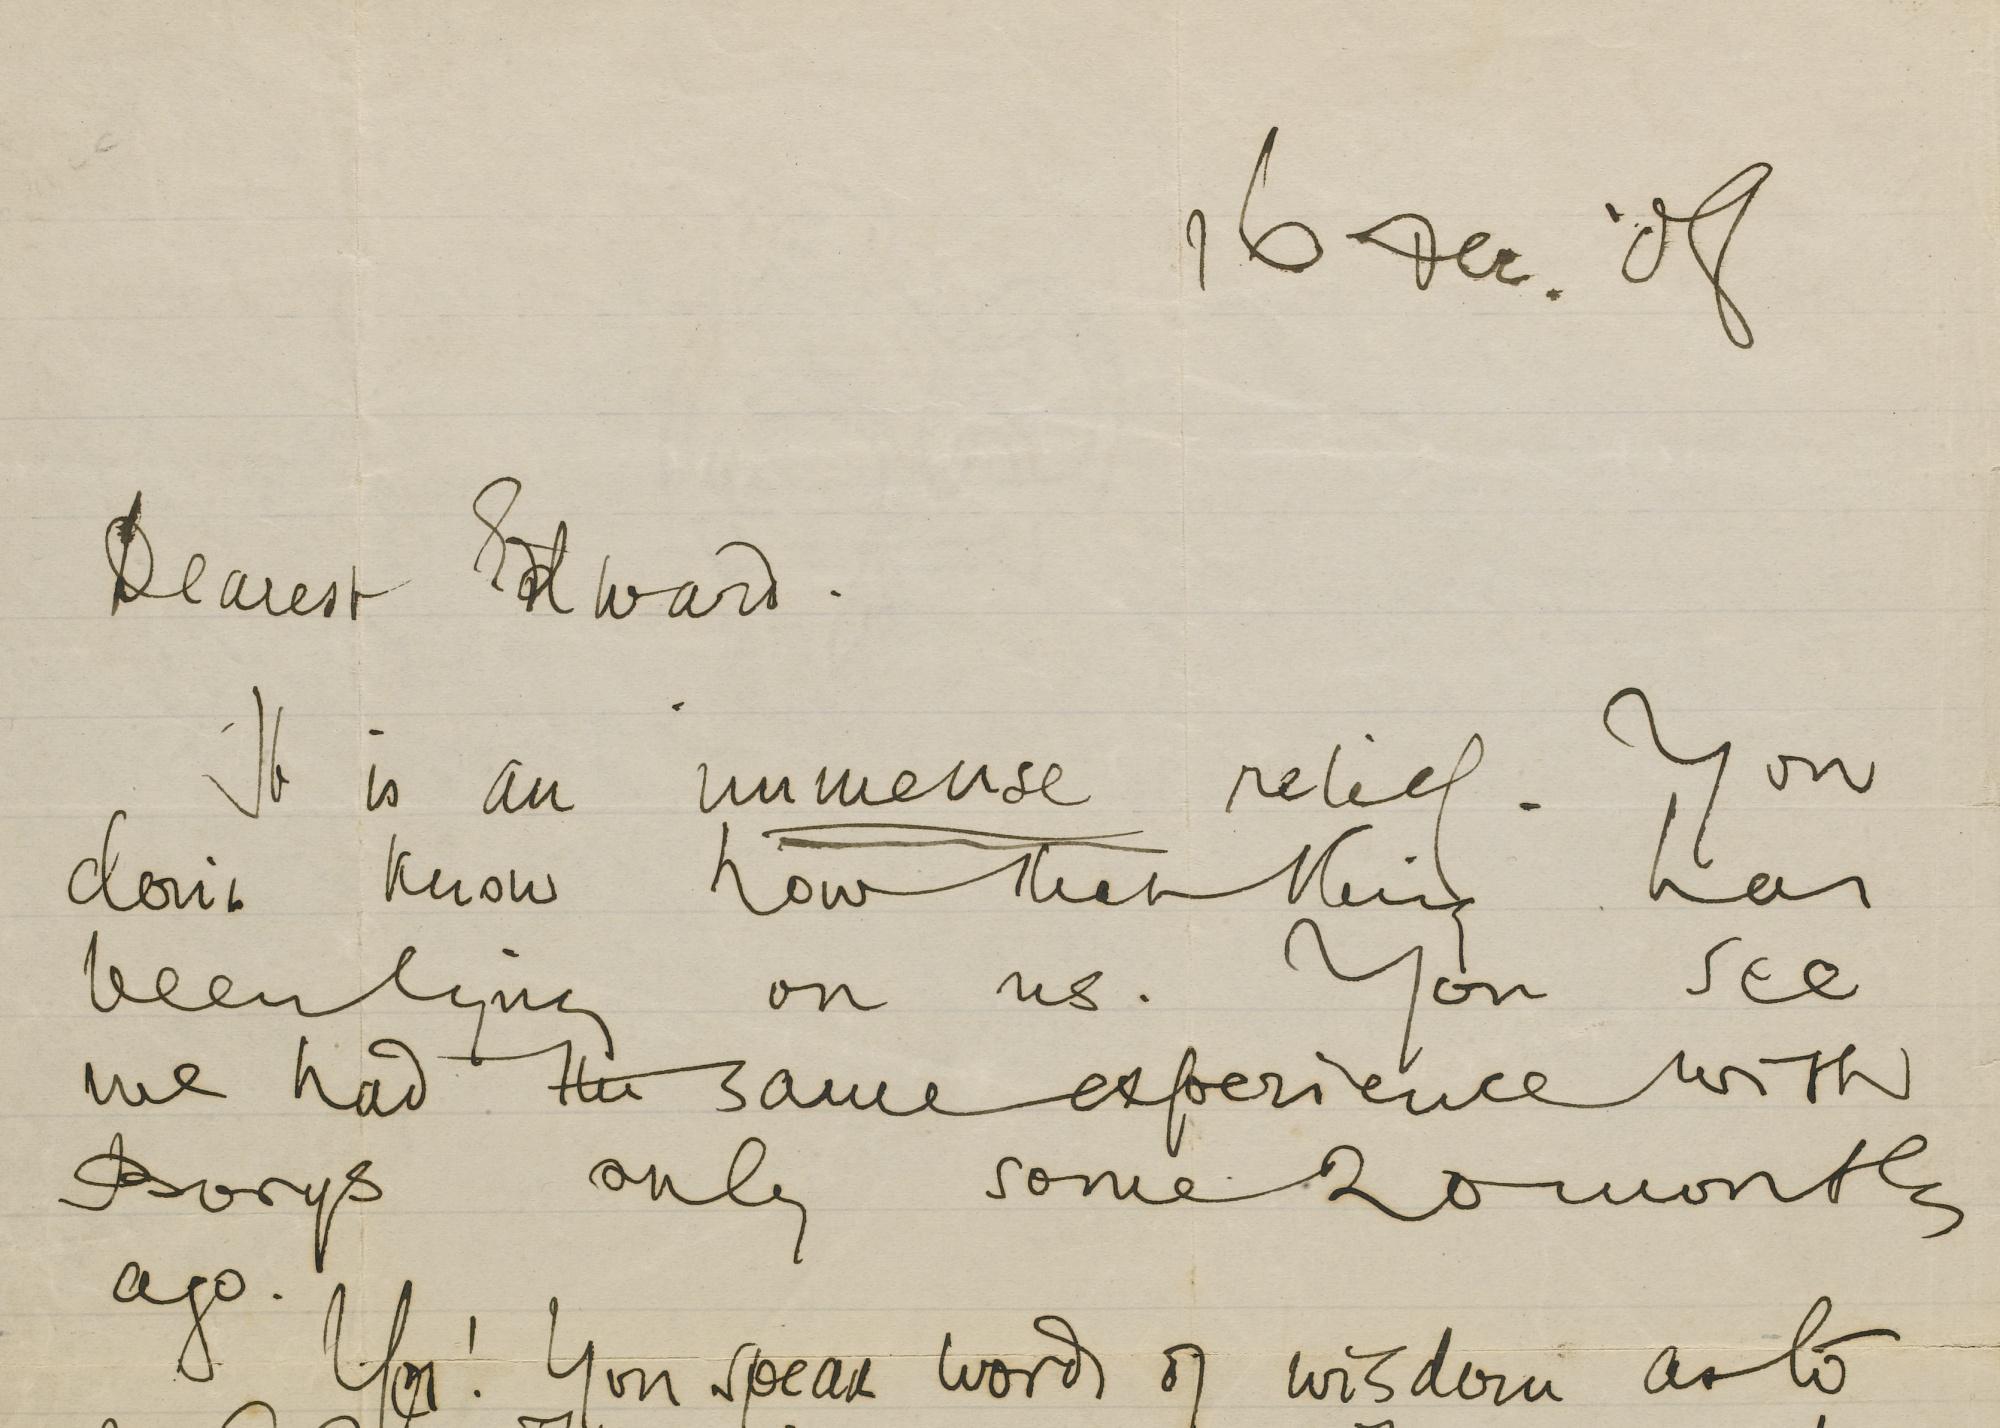 16 Dec. '08
Dearest Edward.
It is an immense relief. You
don't know how that thing has
been lying on us. You see
we had the same experience with
Borys only some 20 months
ago.
Yes! You speak words of wisdom as to